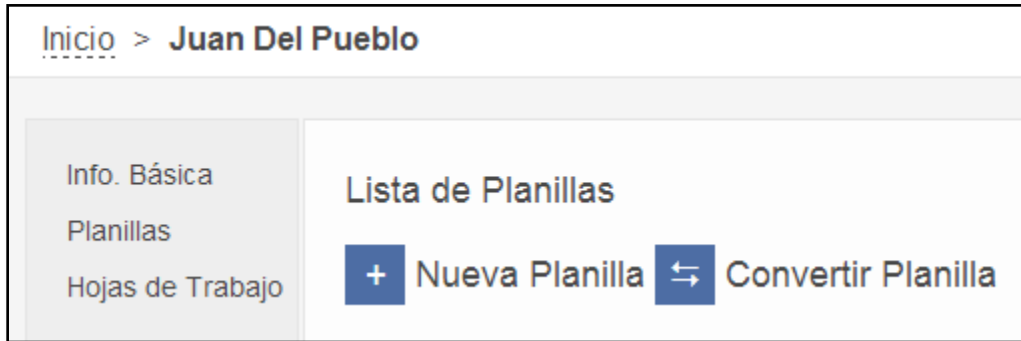 Inicio > Juan Del Pueblo
Info. Básica
Planillas
Hojas de Trabajo
Lista de Planillas
+ Nueva Planilla ⇆ Convertir Planilla